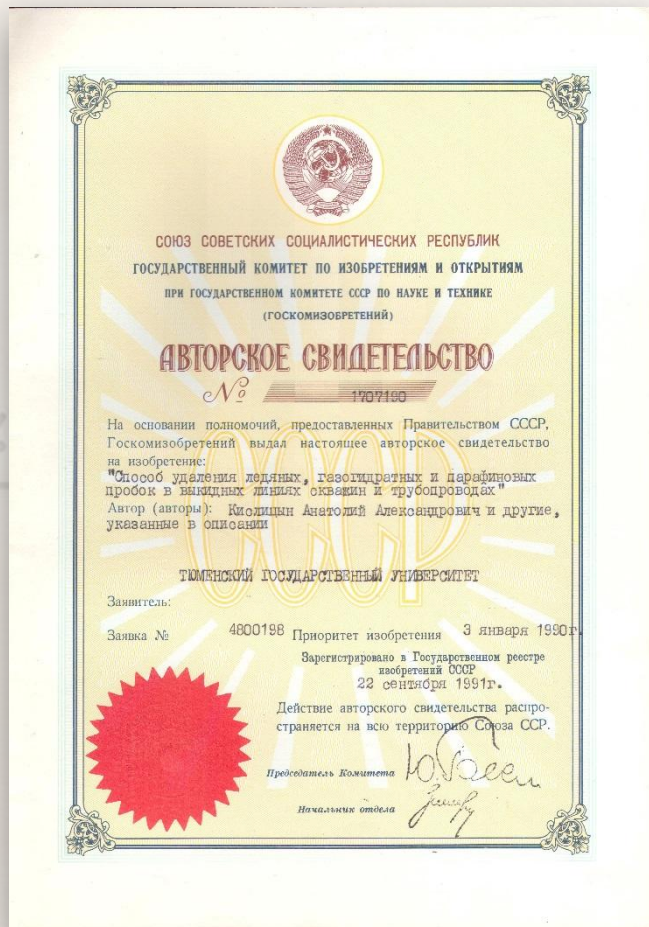 СОЮЗ СОВЕТСКИХ СОЦИАЛИСТИЧЕСКИХ РЕСПУБЛИК
ГОСУДАРСТВЕННЫЙ КОМИТЕТ ПО ИЗОБРЕТЕНИЯМ И ОТКРЫТИЯМ
ПРИ ГОСУДАРСТВЕННОМ КОМИТЕТЕ СССР ПО НАУКЕ И ТЕХНИКЕ
(ГОСКОМИЗОБРЕТЕНИЙ)
АВТОРСКОЕ СВИДЕТЕЛЬСТВО
№ 1707190
На основании полномочий, предоставленных Правительством СССР,
Госкомизобретений выдал настоящее авторское свидетельство
на изобретение:
"Способ удаления ледяных, газогидратных и парафиновых
пробок в выкидных линиях скважин и трубопроводах"
Автор (авторы): Кислицын Анатолий Александрович и другие,
указанные в описании
СССР
ТЮМЕНСКИЙ ГОСУДАРСТВЕННЫЙ УНИВЕРСИТЕТ
Заявитель:
Заявка № 4800198 Приоритет изобретения 3 января 1990г.
Зарегистрировано в Государственном реестре
изобретений СССР
22 сентября 1991г.
Действие авторского свидетельства распро-
страняется на всю территорию Союза ССР.
Председатель Комитета
Начальник отдела